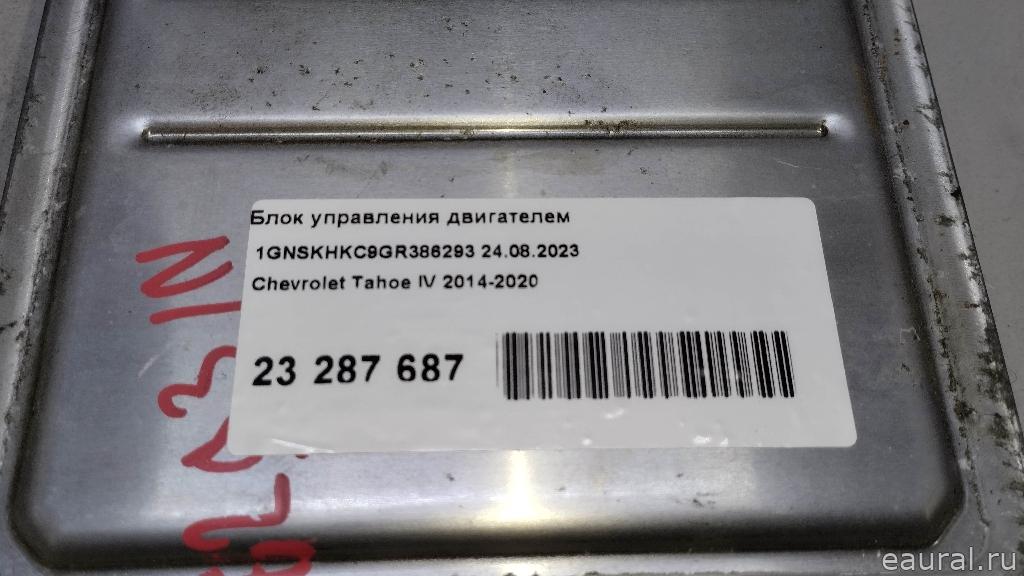 Блок управления двигателем
1GNSKHKC9GR386293 24.08.2023
Chevrolet Tahoe IV 2014-2020
23 287 687
eaural.ru